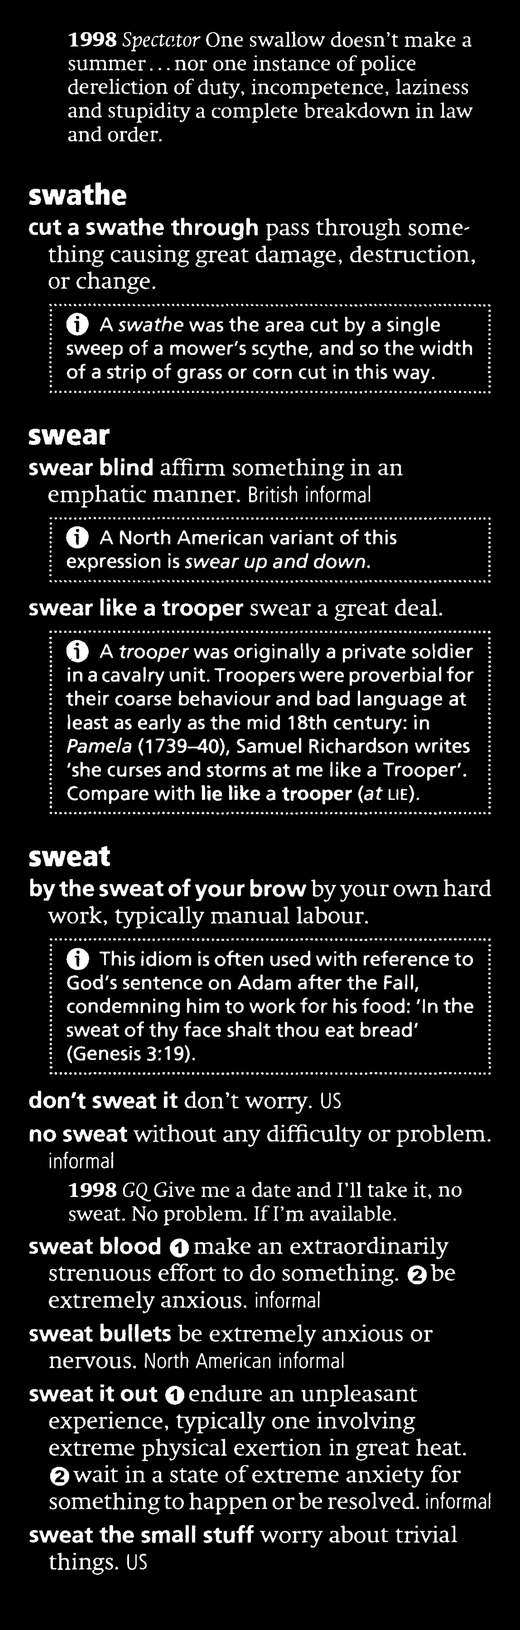 1998 Spectator One swallow doesn't make a
summer...nor one instance of police
dereliction of duty, incompetence, laziness
and stupidity a complete breakdown in law
and order.
swathe
cut a swathe through pass through some-
thing causing great damage, destruction,
or change.
ⓘ A swathe was the area cut by a single
sweep of a mower's scythe, and so the width
of a strip of grass or corn cut in this way.
swear
swear blind affirm something in an
emphatic manner. British informal
ⓘ A North American variant of this
expression is swear up and down.
swear like a trooper swear a great deal.
ⓘ A trooper was originally a private soldier
in a cavalry unit. Troopers were proverbial for
their coarse behaviour and bad language at
least as early as the mid 18th century: in
Pamela (1739–40), Samuel Richardson writes
'she curses and storms at me like a Trooper'.
Compare with lie like a trooper (at LIE).
sweat
by the sweat of your brow by your own hard
work, typically manual labour.
ⓘ This idiom is often used with reference to
God's sentence on Adam after the Fall,
condemning him to work for his food: 'In the
sweat of thy face shalt thou eat bread'
(Genesis 3:19).
don't sweat it don't worry. US
no sweat without any difficulty or problem.
informal
1998 GQ Give me a date and I'll take it, no
sweat. No problem. If I'm available.
sweat blood ❶ make an extraordinarily
strenuous effort to do something. ❷ be
extremely anxious. informal
sweat bullets be extremely anxious or
nervous. North American informal
sweat it out ❶ endure an unpleasant
experience, typically one involving
extreme physical exertion in great heat.
❷ wait in a state of extreme anxiety for
something to happen or be resolved. informal
sweat the small stuff worry about trivial
things. US